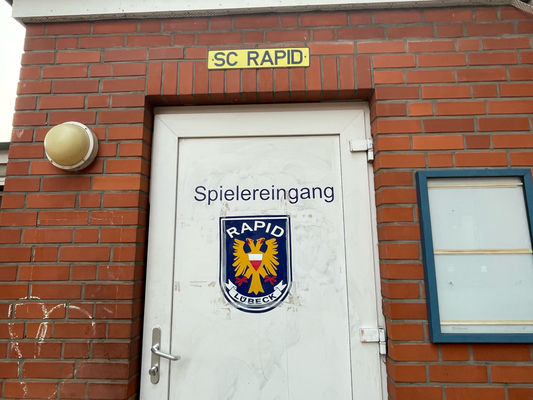 SC RAPID
Spielereingang
RAPID
LÜBECK